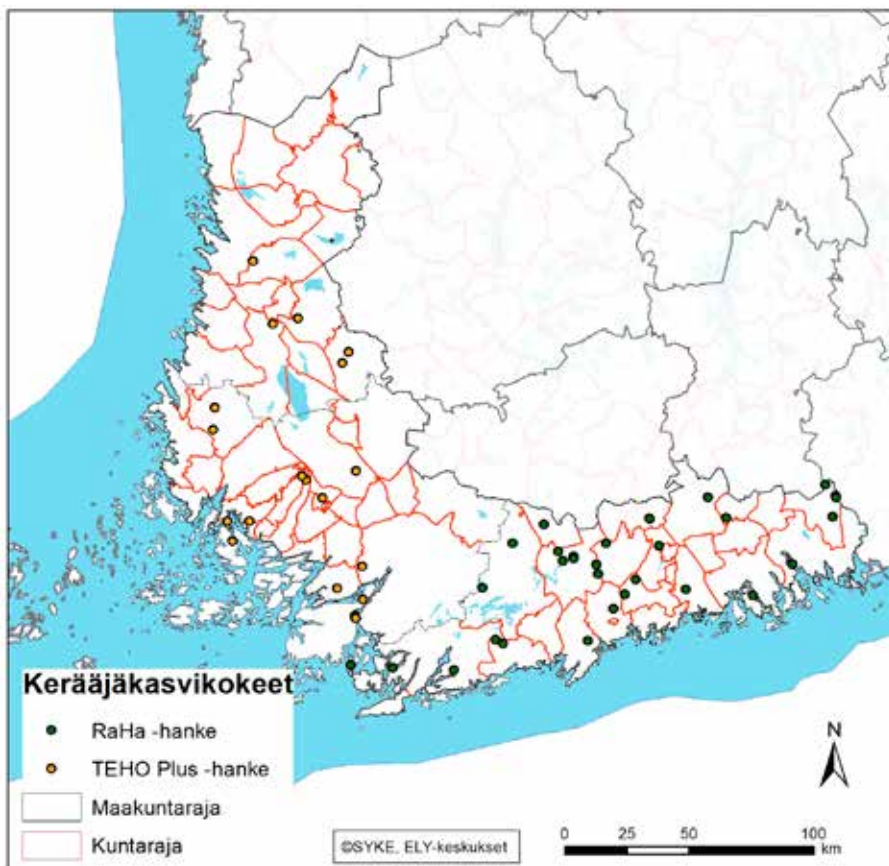 Kerääjäkasvikokeet
RaHa -hanke
TEHO Plus -hanke
Maakuntaraja
Kuntaraja
©SYKE, ELY-keskukset
N
0 25 50 100
km